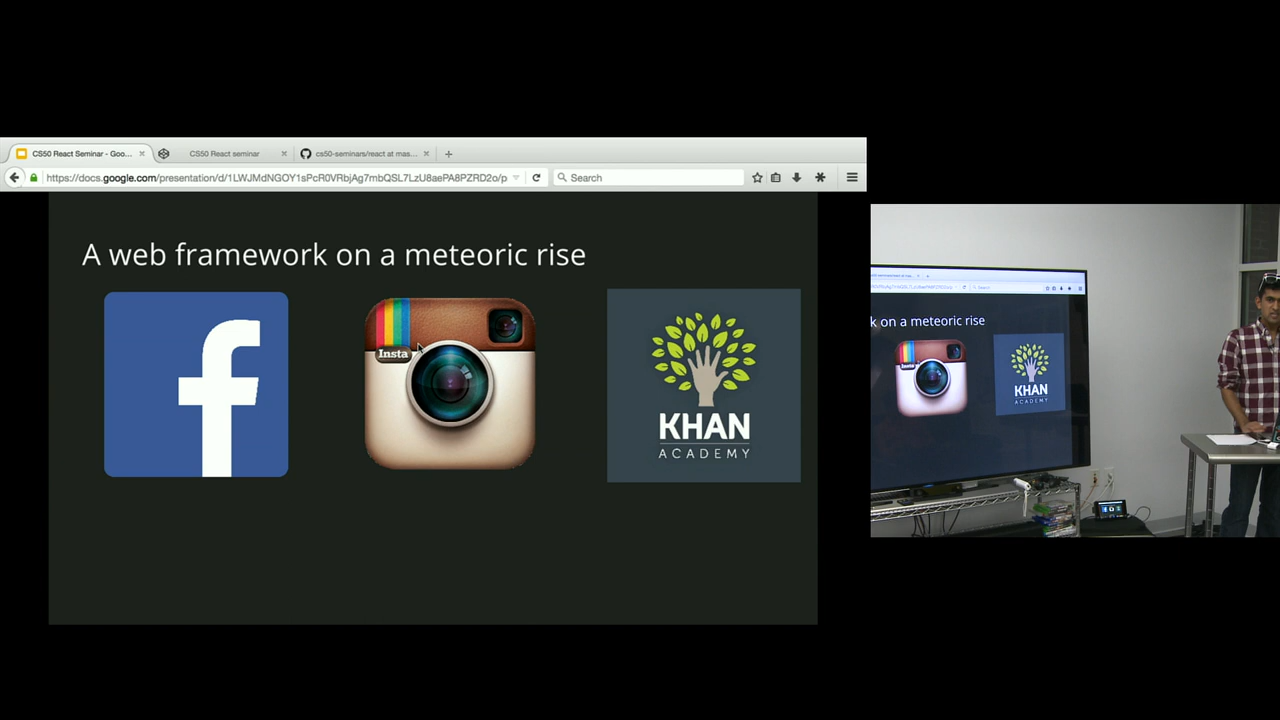 CS50 React Seminar - Goo...
CS50 React seminar
cs50-seminars/react at mas...
https://docs.google.com/presentation/d/1LWJMdNGOY1sPcR0VRbjAg7mbQSL7LzU8aePA8PZRD2o/p
Search
A web framework on a meteoric rise
f
Insta
KHAN
ACADEMY
k on a meteoric rise
Insta
KHAN
ACADEMY